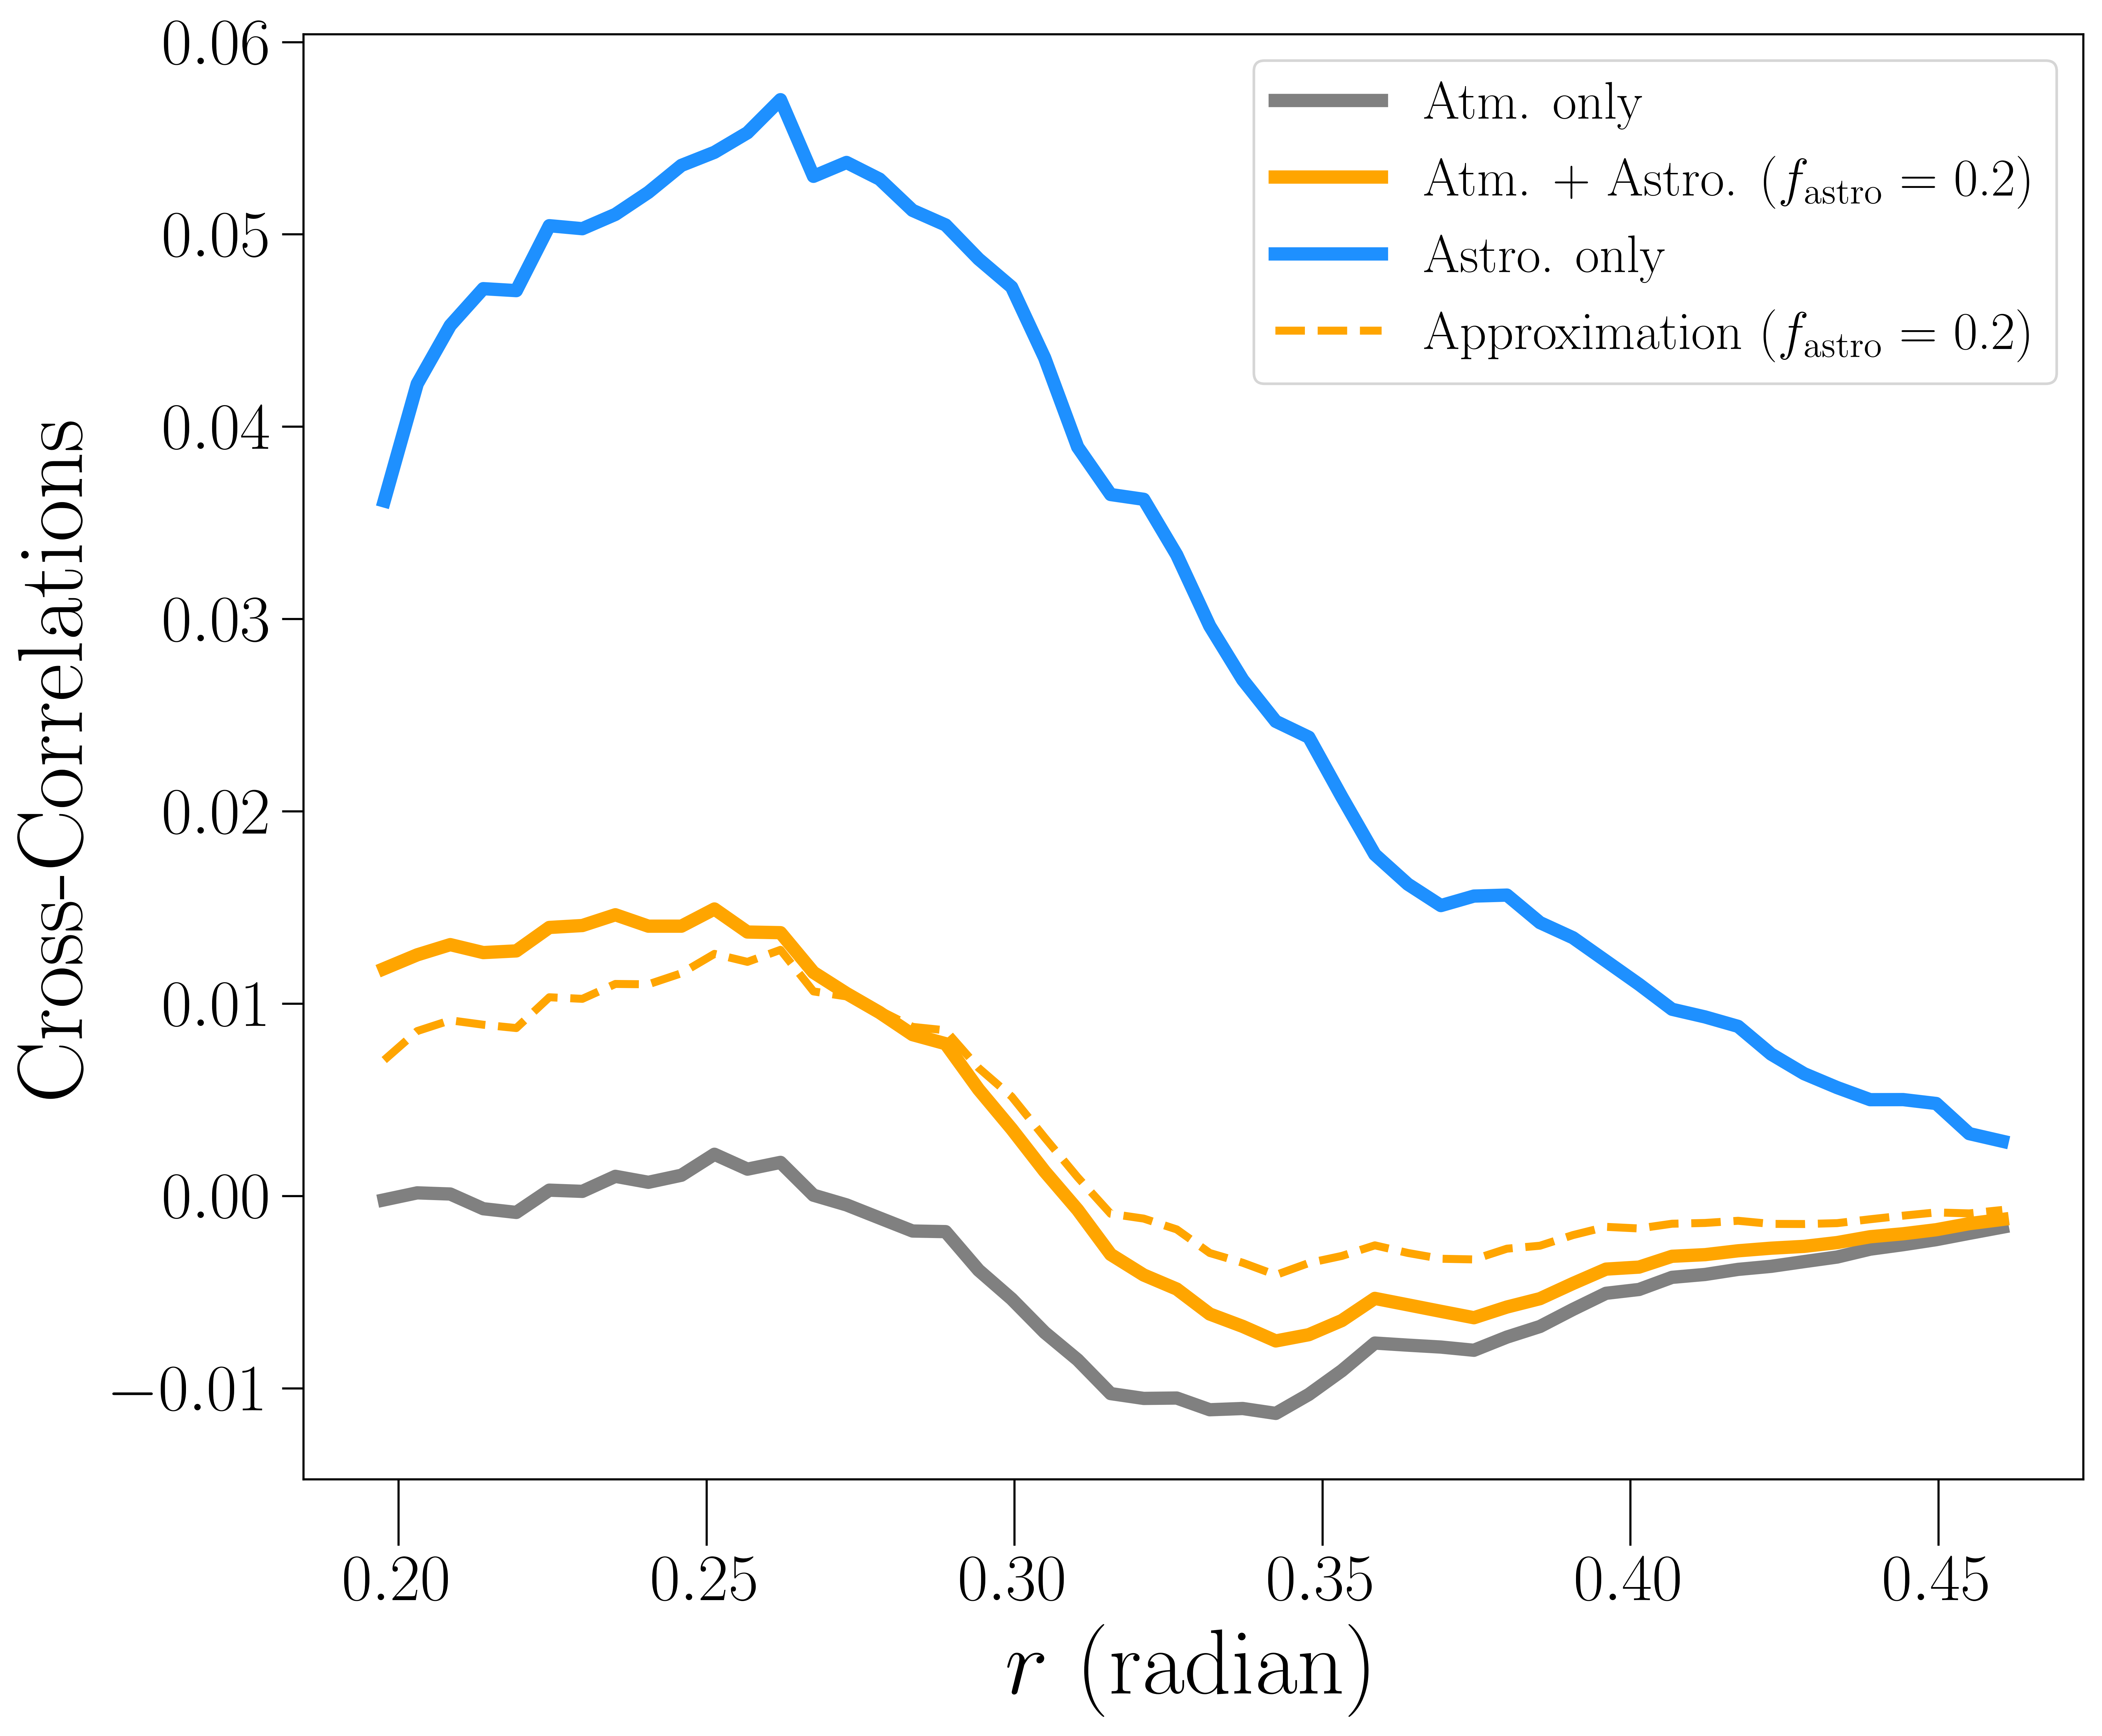 0.06
0.05
0.04
0.03
0.02
0.01
0.00
−0.01
Cross-Correlations
Atm. only
Atm. + Astro. (f_astro = 0.2)
Astro. only
Approximation (f_astro = 0.2)
0.20 0.25 0.30 0.35 0.40 0.45
r (radian)